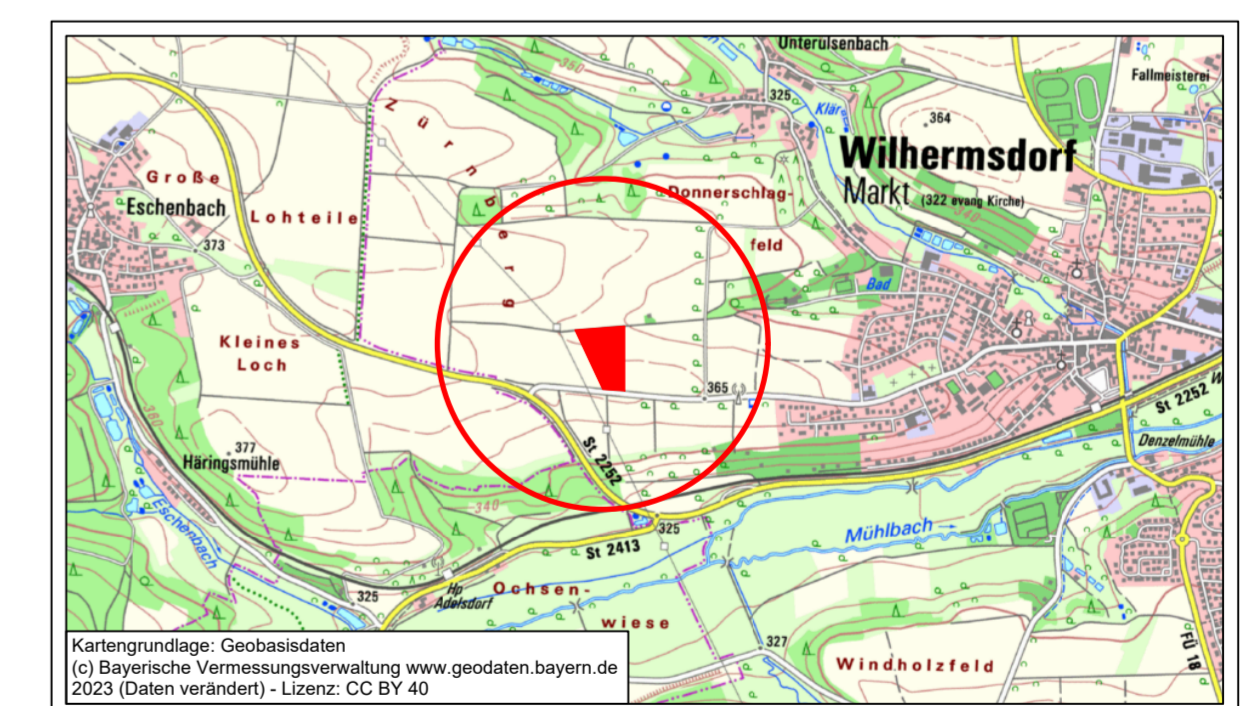 Unterulsenbach
Fallmeisterei
350
325
Klär
364
Wilhermsdorf
Markt (322 evang Kirche)
340
Zürnberg
Große
Eschenbach
Lohteile
373
Donnerschlag-
feld
Bad
Kleines
Loch
365
St 2252
St 2252
W
Denzelmühle
360
377
Häringsmühle
340
St 2252
Eschenbach
325
Mühlbach
St 2413
Hp
Adelsdorf
325
Ochsen-
wiese
327
Windholzfeld
FÜ 18
Kartengrundlage: Geobasisdaten
(c) Bayerische Vermessungsverwaltung www.geodaten.bayern.de
2023 (Daten verändert) - Lizenz: CC BY 40